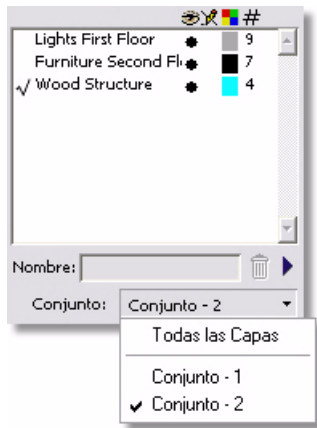 #
Lights First Floor 9
Furniture Second Fl 7
√ Wood Structure 4
Nombre:
Conjunto: Conjunto - 2
Todas las Capas
Conjunto - 1
✓ Conjunto - 2